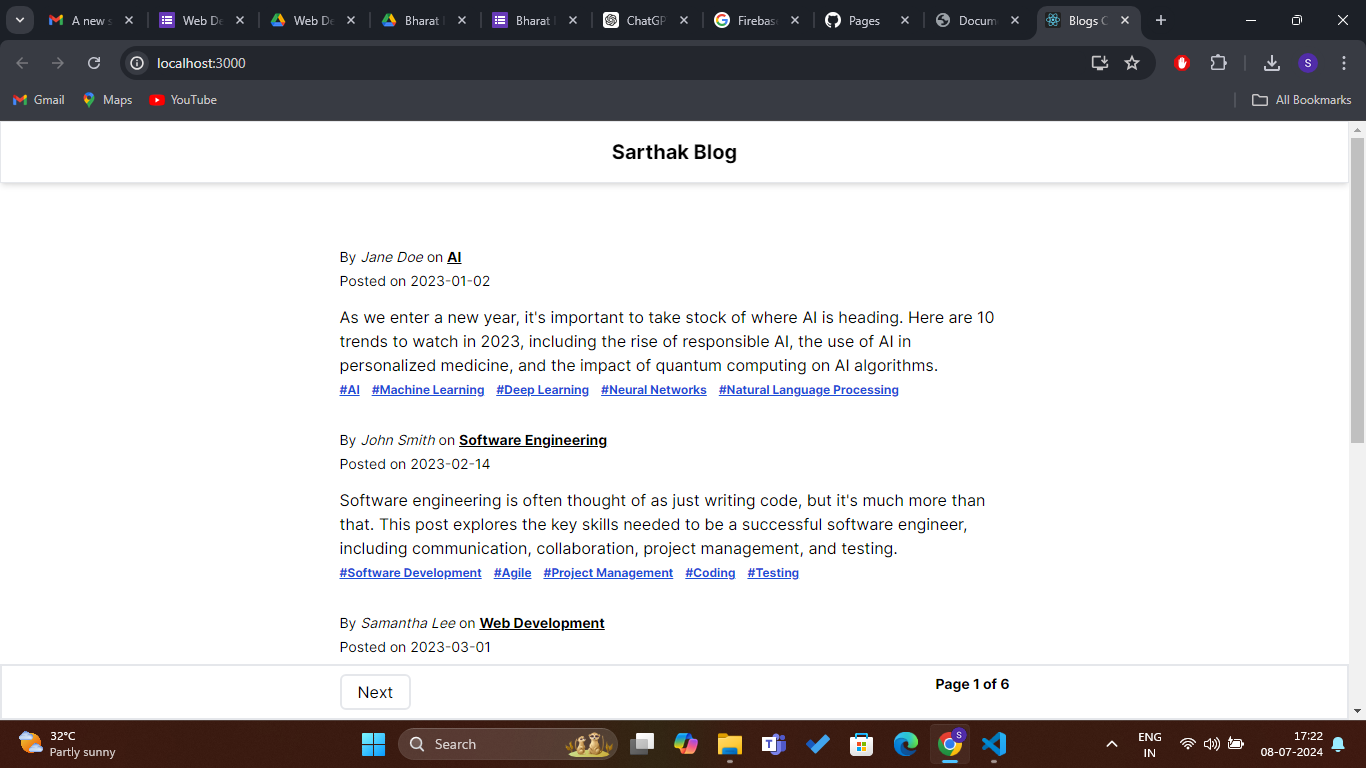 A new s
Web De
Web De
Bharat I
Bharat I
ChatGP
Firebas
Pages
Docum
Blogs C
localhost:3000
S
Gmail
Maps
YouTube
All Bookmarks
Sarthak Blog
By Jane Doe on AI
Posted on 2023-01-02
As we enter a new year, it's important to take stock of where AI is heading. Here are 10
trends to watch in 2023, including the rise of responsible AI, the use of AI in
personalized medicine, and the impact of quantum computing on AI algorithms.
#AI #Machine Learning #Deep Learning #Neural Networks #Natural Language Processing
By John Smith on Software Engineering
Posted on 2023-02-14
Software engineering is often thought of as just writing code, but it's much more than
that. This post explores the key skills needed to be a successful software engineer,
including communication, collaboration, project management, and testing.
#Software Development #Agile #Project Management #Coding #Testing
By Samantha Lee on Web Development
Posted on 2023-03-01
Next
Page 1 of 6
32°C
Partly sunny
Search
S
ENG
IN
17:22
08-07-2024